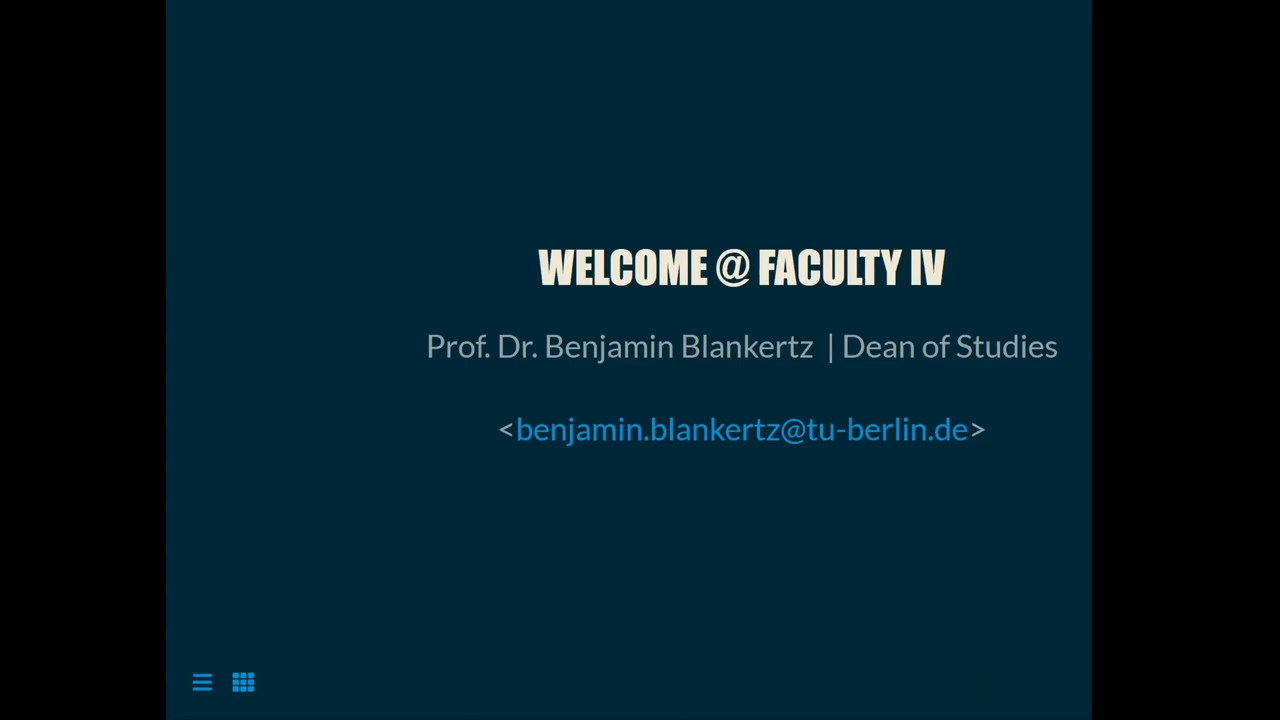 WELCOME @ FACULTY IV
Prof. Dr. Benjamin Blankertz | Dean of Studies
<benjamin.blankertz@tu-berlin.de>